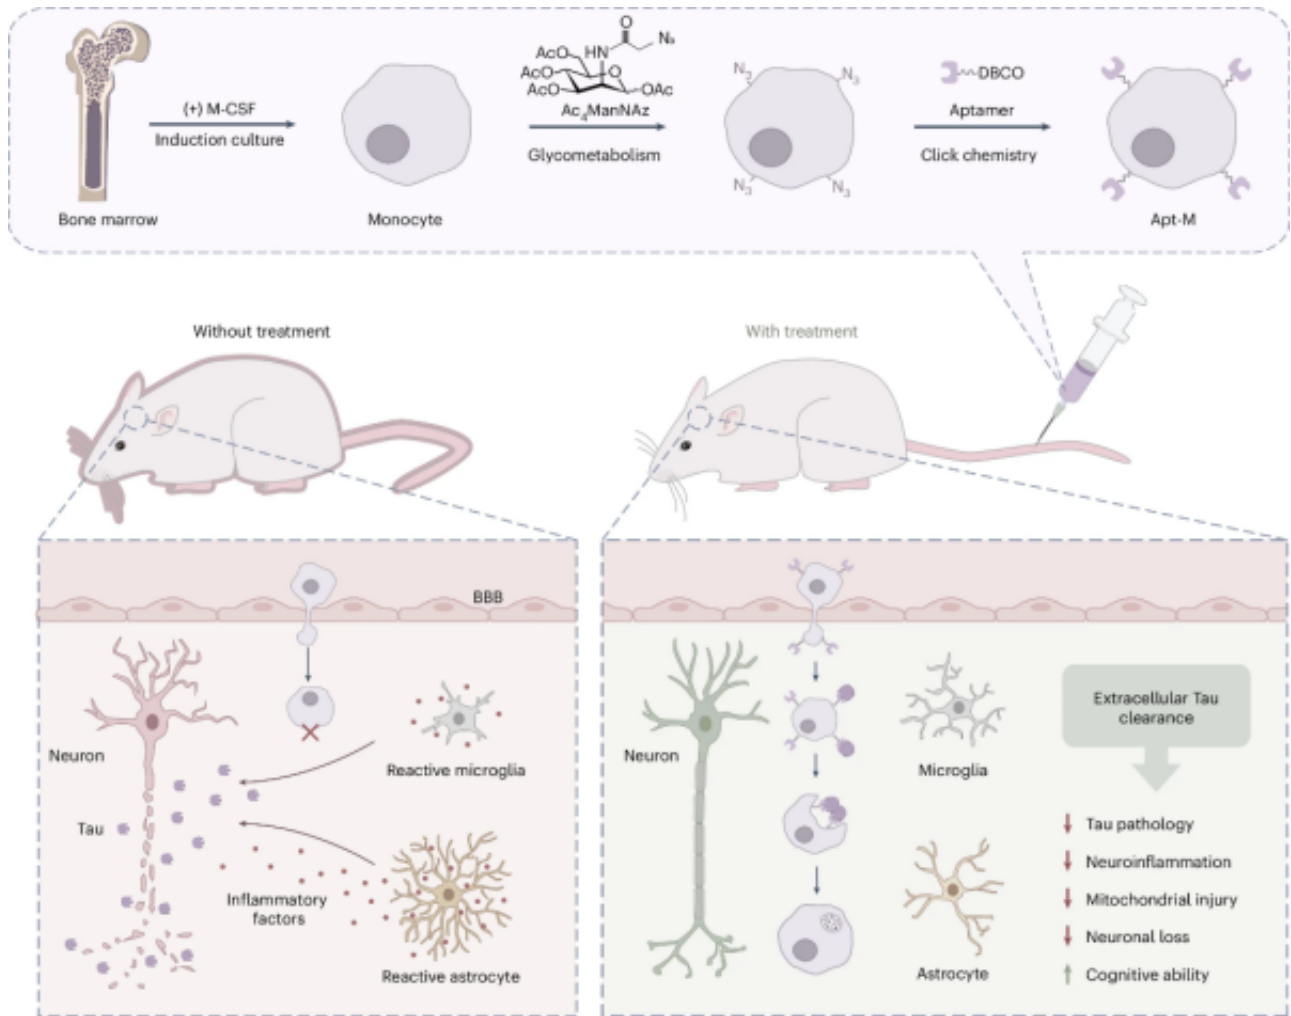 O
HN
N₃
AcO
AcO
AcO
O
OAc
Ac₄ManNAz
(+) M-CSF
Induction culture
Glycometabolism
N₃
N₃
N₃
N₃
DBCO
Aptamer
Click chemistry
Bone marrow
Monocyte
Apt-M
Without treatment
With treatment
BBB
Neuron
Tau
Reactive microglia
Inflammatory
factors
Reactive astrocyte
Neuron
Microglia
Astrocyte
Extracellular Tau
clearance
Tau pathology
Neuroinflammation
Mitochondrial injury
Neuronal loss
Cognitive ability